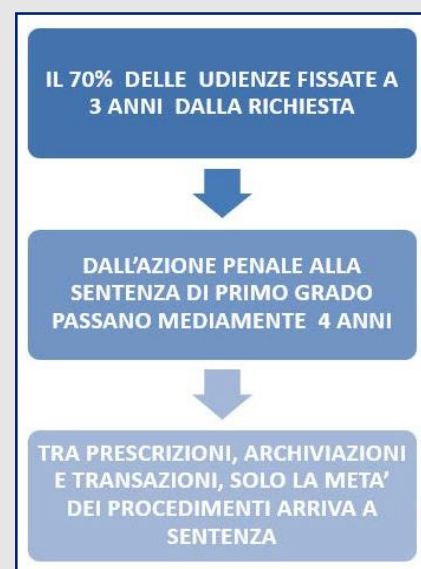 IL 70% DELLE UDIENZE FISSATE A
3 ANNI DALLA RICHIESTA
DALL'AZIONE PENALE ALLA
SENTENZA DI PRIMO GRADO
PASSANO MEDIAMENTE 4 ANNI
TRA PRESCRIZIONI, ARCHIVIAZIONI
E TRANSAZIONI, SOLO LA META'
DEI PROCEDIMENTI ARRIVA A
SENTENZA